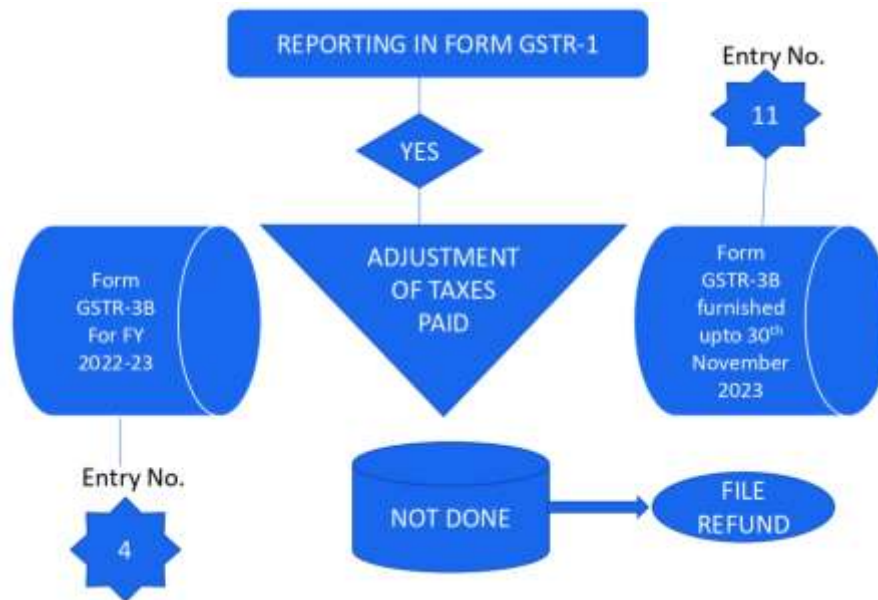 REPORTING IN FORM GSTR-1
Entry No.
11
YES
Form
GSTR-3B
For FY
2022-23
ADJUSTMENT
OF TAXES
PAID
Form
GSTR-3B
furnished
upto 30th
November
2023
Entry No.
4
NOT DONE
FILE
REFUND